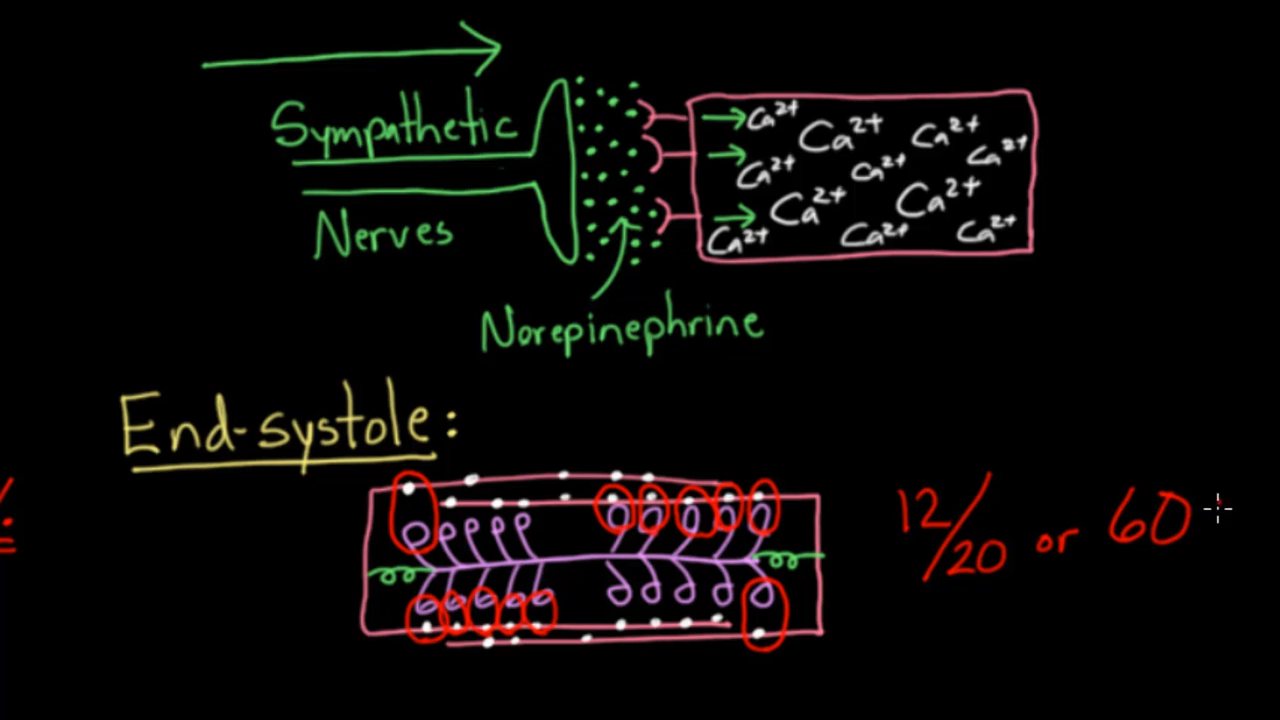 Sympathetic
Nerves
Ca2+ Ca2+ Ca2+
Ca2+ Ca2+ Ca2+
Ca2+ Ca2+
Ca2+ Ca2+ Ca2+
Norepinephrine
End-systole:
12/20 or 60